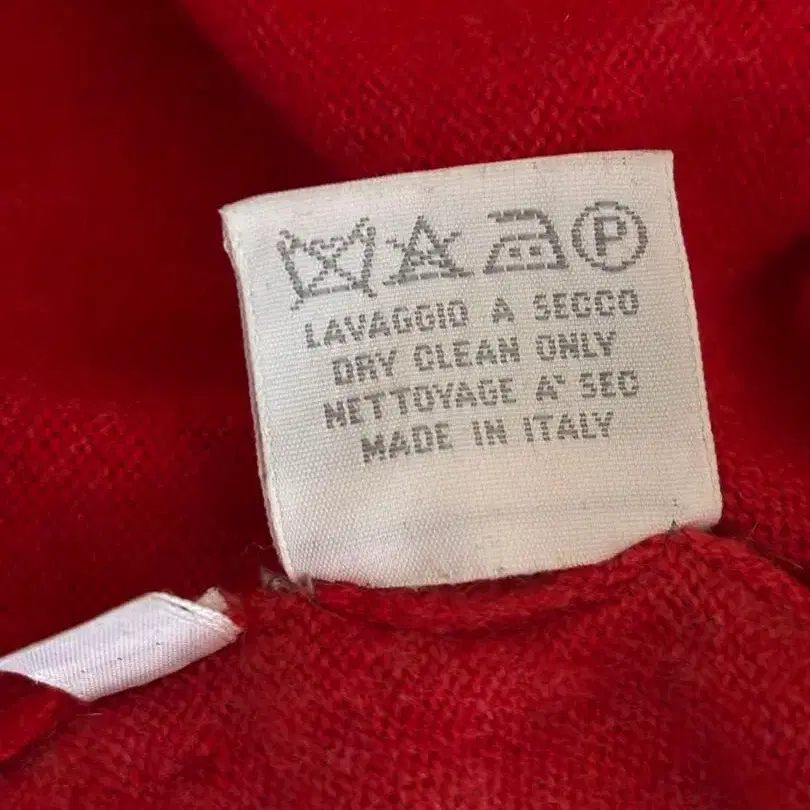 P
LAVAGGIO A SECCO
DRY CLEAN ONLY
NETTOYAGE A' SEC
MADE IN ITALY